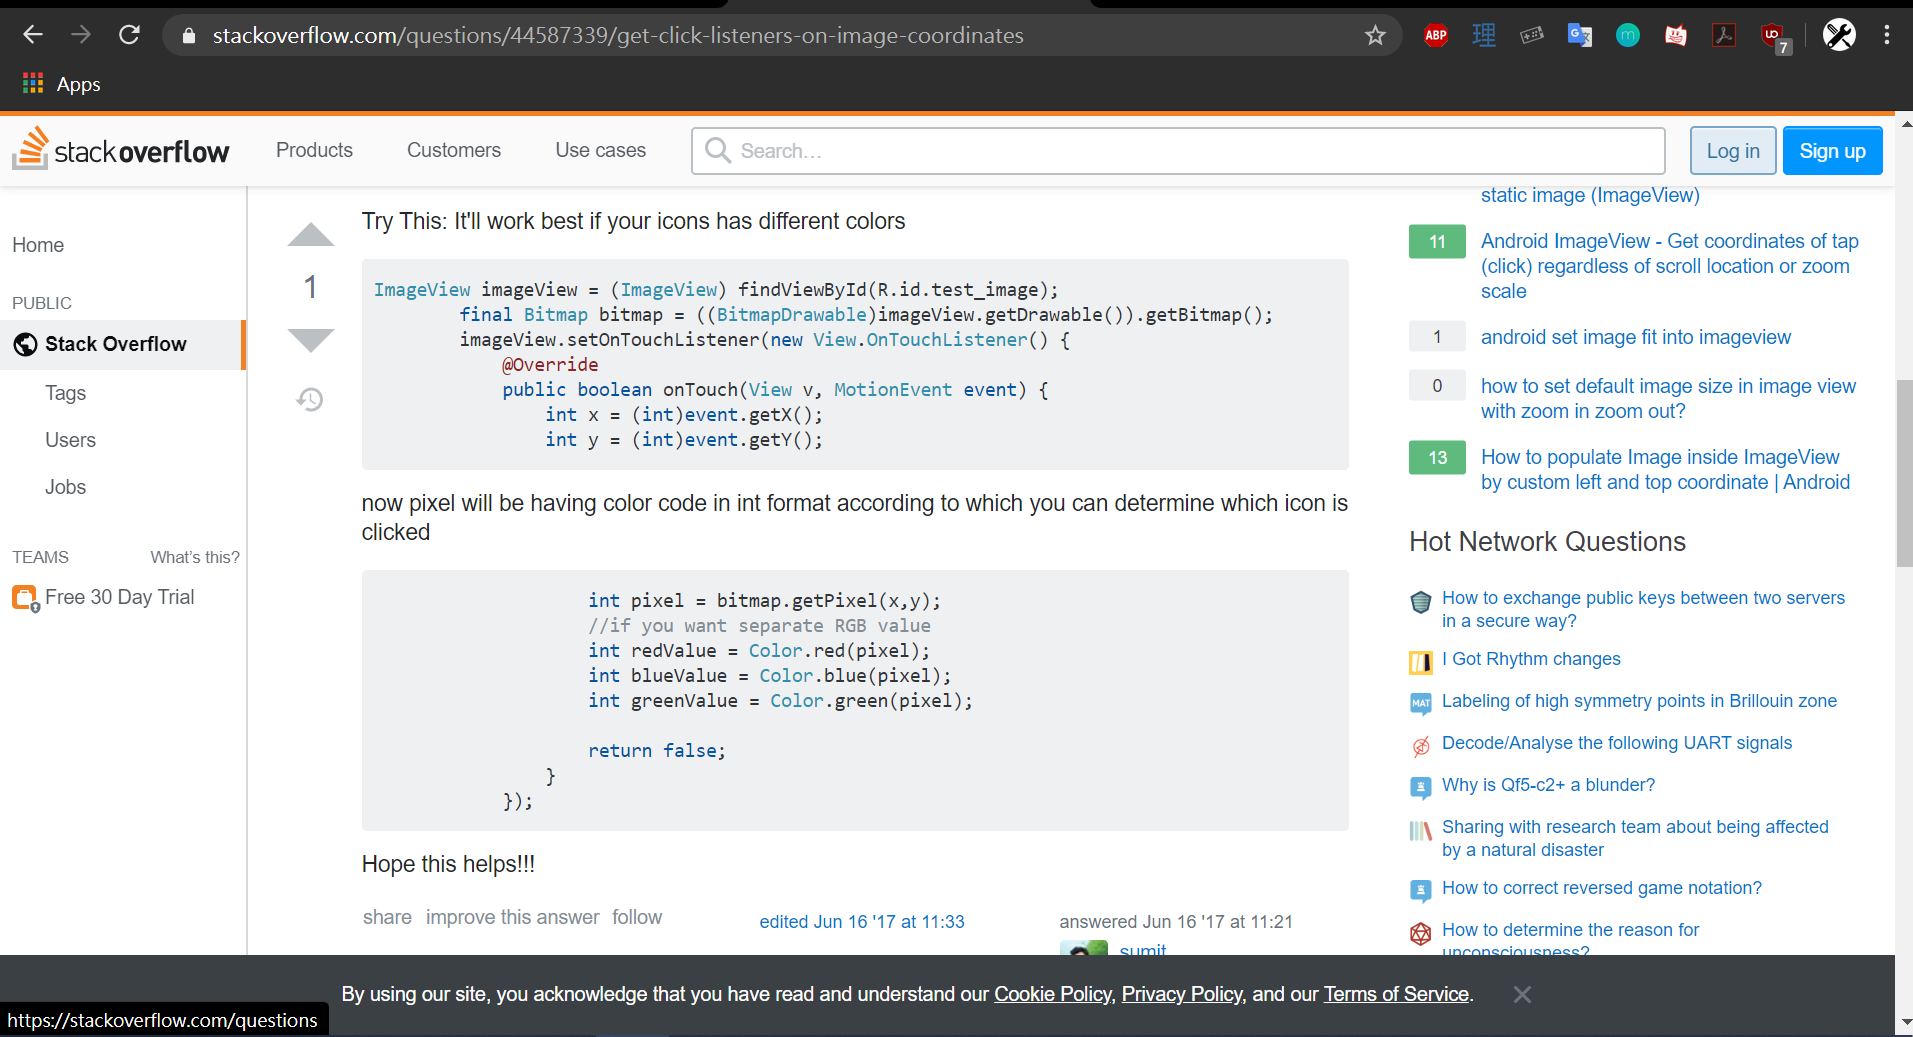 stackoverflow.com/questions/44587339/get-click-listeners-on-image-coordinates
ABP
理
G
m
UO
7
Apps
stackoverflow
Products
Customers
Use cases
Search…
Log in
Sign up
Home
PUBLIC
Stack Overflow
Tags
Users
Jobs
TEAMS
What's this?
Free 30 Day Trial
1
Try This: It'll work best if your icons has different colors
ImageView imageView = (ImageView) findViewById(R.id.test_image);
final Bitmap bitmap = ((BitmapDrawable)imageView.getDrawable()).getBitmap();
imageView.setOnTouchListener(new View.OnTouchListener() {
@Override
public boolean onTouch(View v, MotionEvent event) {
int x = (int)event.getX();
int y = (int)event.getY();
now pixel will be having color code in int format according to which you can determine which icon is
clicked
int pixel = bitmap.getPixel(x,y);
//if you want separate RGB value
int redValue = Color.red(pixel);
int blueValue = Color.blue(pixel);
int greenValue = Color.green(pixel);
return false;
}
});
Hope this helps!!!
share improve this answer follow
edited Jun 16 '17 at 11:33
answered Jun 16 '17 at 11:21
sumit
static image (ImageView)
11
Android ImageView - Get coordinates of tap
(click) regardless of scroll location or zoom
scale
1
android set image fit into imageview
0
how to set default image size in image view
with zoom in zoom out?
13
How to populate Image inside ImageView
by custom left and top coordinate | Android
Hot Network Questions
How to exchange public keys between two servers
in a secure way?
I Got Rhythm changes
MAT
Labeling of high symmetry points in Brillouin zone
Decode/Analyse the following UART signals
Why is Qf5-c2+ a blunder?
Sharing with research team about being affected
by a natural disaster
How to correct reversed game notation?
How to determine the reason for
unconsciousness?
By using our site, you acknowledge that you have read and understand our Cookie Policy, Privacy Policy, and our Terms of Service.
https://stackoverflow.com/questions